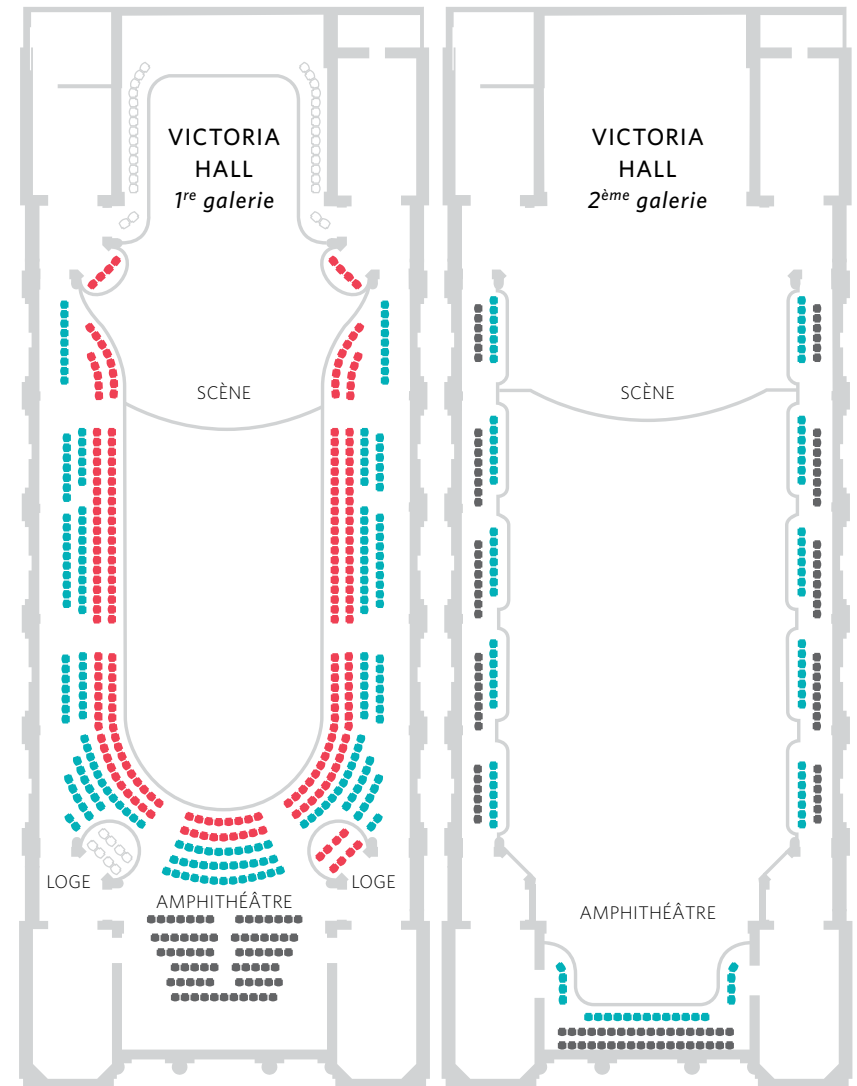 VICTORIA
HALL
1re galerie
SCÈNE
LOGE
LOGE
AMPHITHÉÂTRE
VICTORIA
HALL
2ème galerie
SCÈNE
AMPHITHÉÂTRE